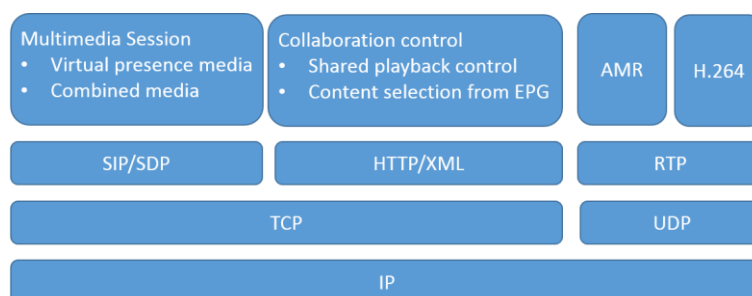 Multimedia Session
• Virtual presence media
• Combined media
Collaboration control
• Shared playback control
• Content selection from EPG
AMR
H.264
SIP/SDP
HTTP/XML
RTP
TCP
UDP
IP